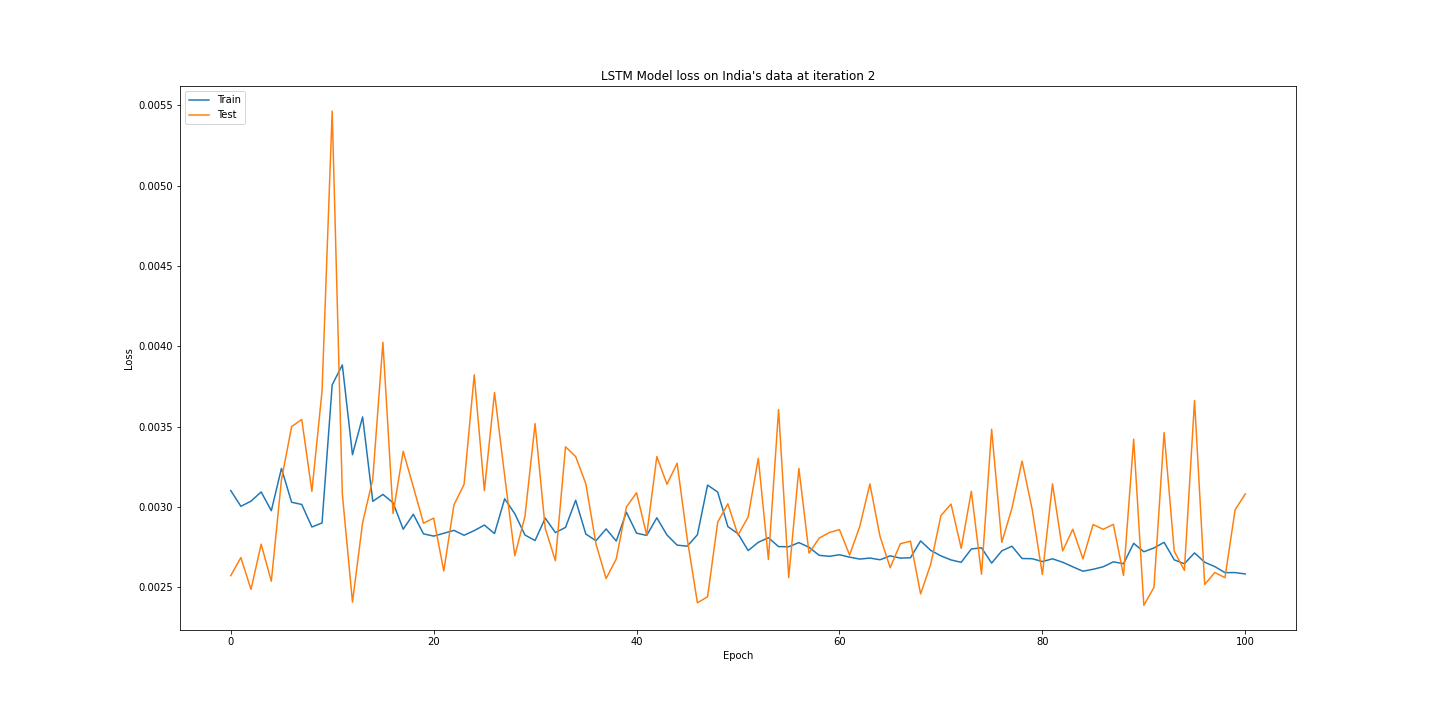 LSTM Model loss on India's data at iteration 2
Train
Test
0.0055
0.0050
0.0045
0.0040
0.0035
0.0030
0.0025
Loss
0 20 40 60 80 100
Epoch